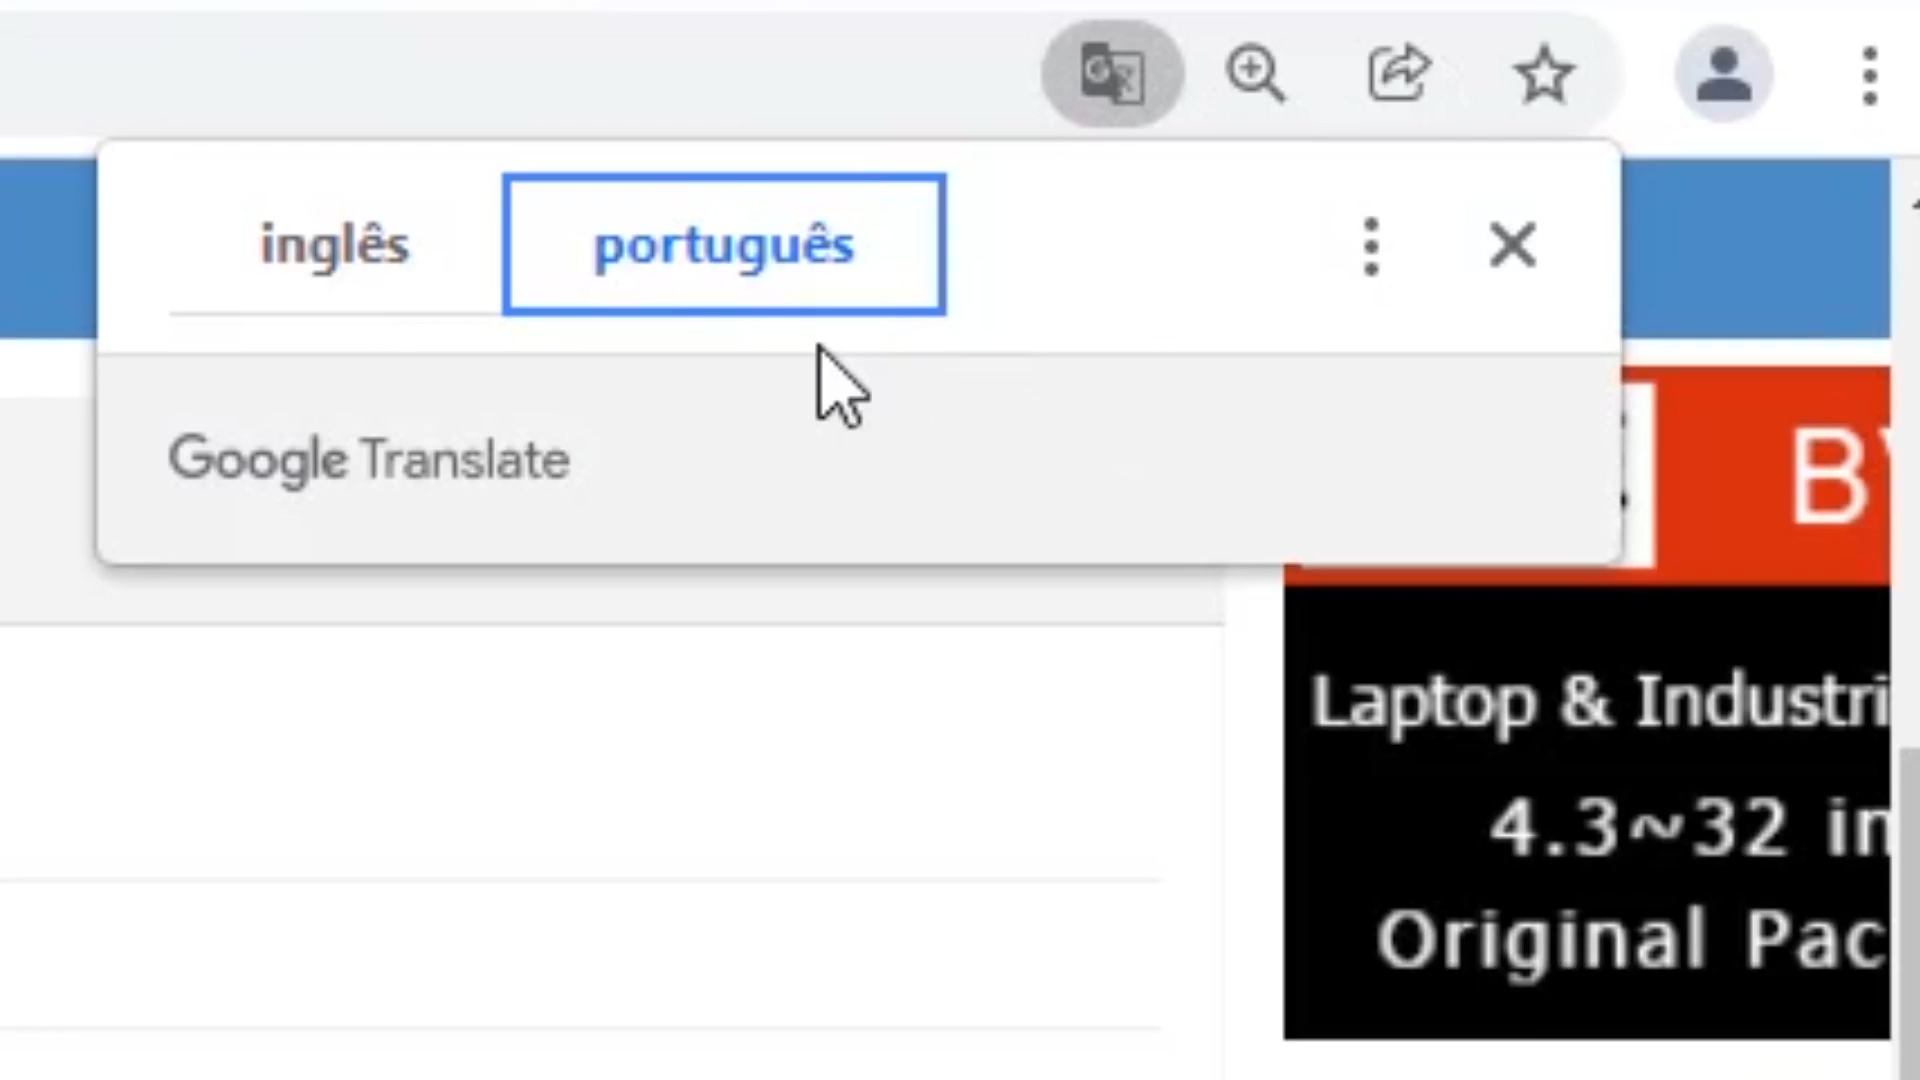 inglês português
Google Translate
B
Laptop & Industri
4.3~32 in
Original Pac